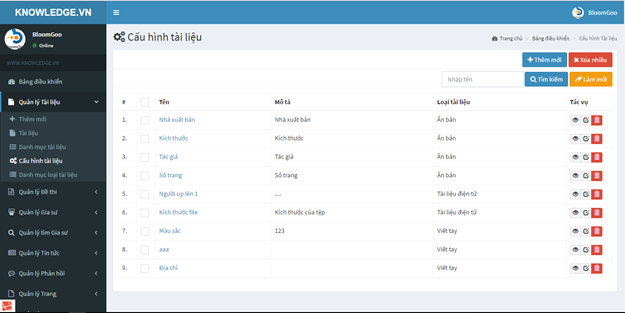 KNOWLEDGE.VN
BloomGoo
BloomGoo
Online
WWW.KNOWLEDGE.VN
Bảng điều khiển
Quản lý Tài liệu
Thêm mới
Tài liệu
Danh mục tài liệu
Cấu hình tài liệu
Danh mục loại tài liệu
Quản lý Đề thi
Quản lý Gia sư
Quản lý tìm Gia sư
Quản lý Tin tức
Quản lý Phản hồi
Quản lý Trang
Cấu hình tài liệu
Trang chủ > Bảng điều khiển > Cấu hình Tài liệu
Thêm mới Xóa nhiều
Nhập tên Tìm kiếm Làm mới
# Tên Mô tả Loại tài liệu Tác vụ
1. Nhà xuất bản Nhà xuất bản Ấn bản
2. Kích thước Kích thước Ấn bản
3. Tác giả Tác giả Ấn bản
4. Số trang Số trang Ấn bản
5. Người up lên 1 .... Tài liệu điện tử
6. Kích thước file Kích thước của tệp Tài liệu điện tử
7. Màu sắc 123 Viết tay
8. aaa Viết tay
9. Địa chỉ Viết tay